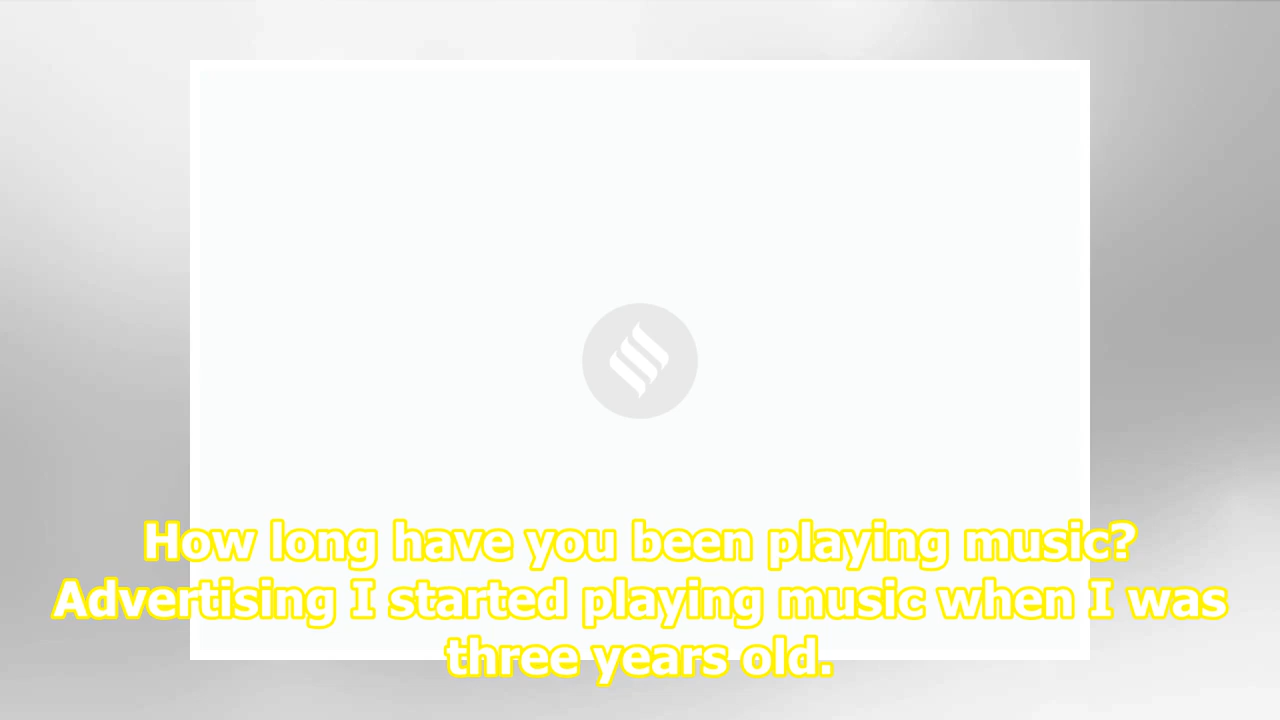 How long have you been playing music?
Advertising I started playing music when I was
three years old.